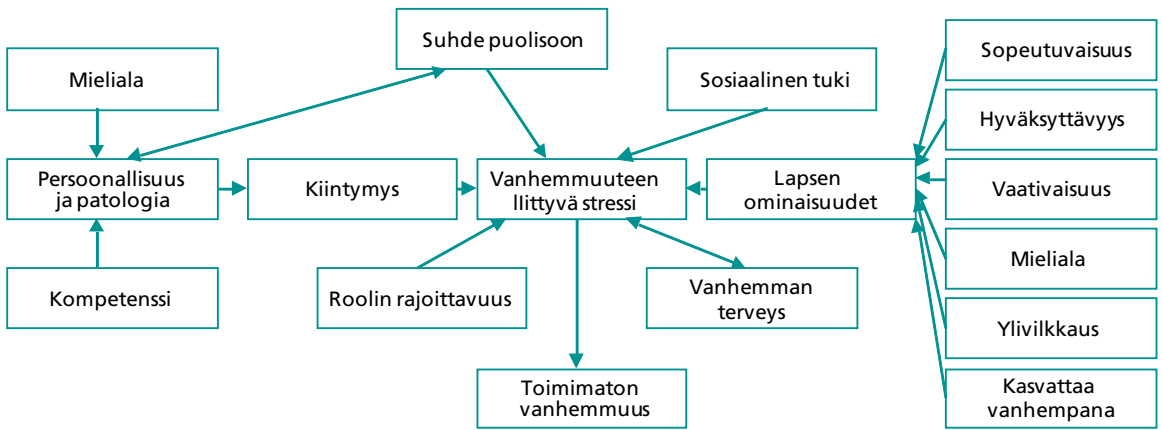 Suhde puolisoon
Mieliala
Sosiaalinen tuki
Sopeutuvaisuus
Hyväksyttävyys
Persoonallisuus
ja patologia
Kiintymys
Vanhemmuuteen
llittyvä stressi
Lapsen
ominaisuudet
Vaativaisuus
Mieliala
Kompetenssi
Roolin rajoittavuus
Vanhemman
terveys
Ylivilkkaus
Toimimaton
vanhemmuus
Kasvattaa
vanhempana